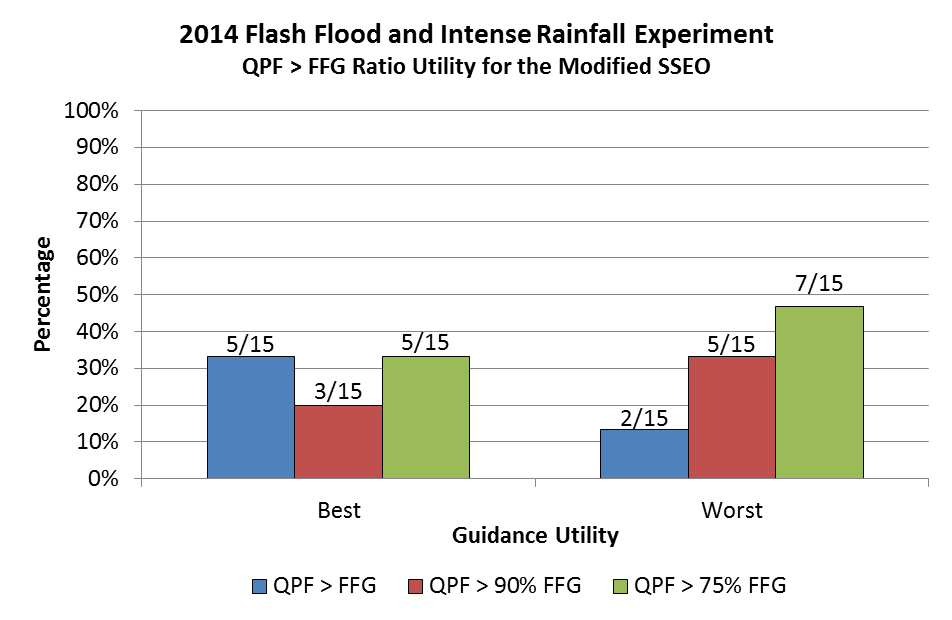 2014 Flash Flood and Intense Rainfall Experiment
QPF > FFG Ratio Utility for the Modified SSEO
100%
90%
80%
70%
60%
50%
40%
30%
20%
10%
0%
Percentage
5/15
3/15
5/15
2/15
5/15
7/15
Best
Worst
Guidance Utility
QPF > FFG
QPF > 90% FFG
QPF > 75% FFG